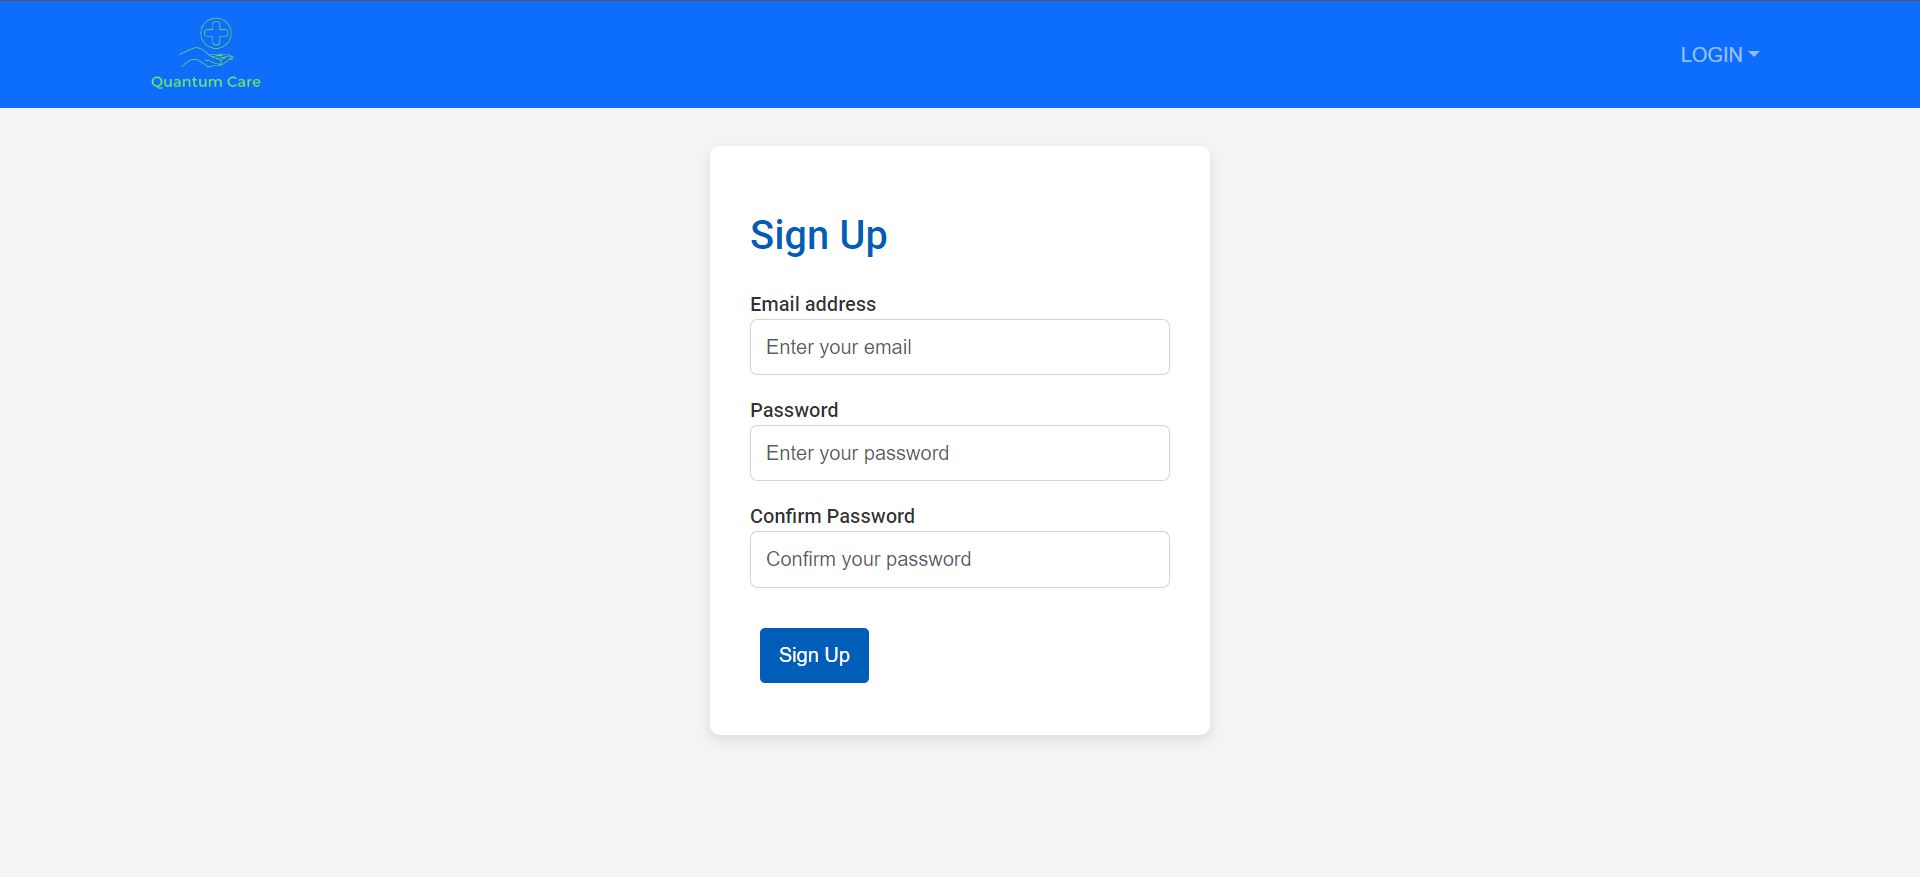 Quantum Care
LOGIN
Sign Up
Email address
Enter your email
Password
Enter your password
Confirm Password
Confirm your password
Sign Up